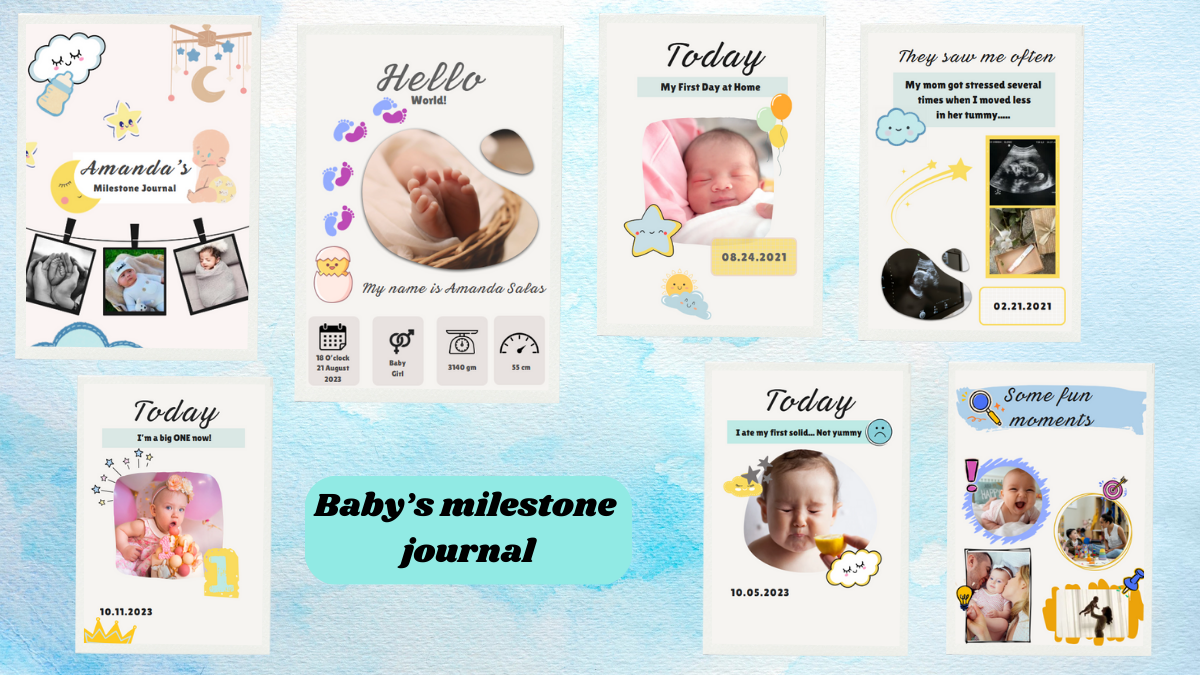 Amanda's
Milestone Journal
Hello
World!
My name is Amanda Salas
18 O'clock
21 August
2023
Baby
Girl
3140 gm
55 cm
Today
My First Day at Home
08.24.2021
They saw me often
My mom got stressed several
times when I moved less
in her tummy.....
02.21.2021
Today
I'm a big ONE now!
1
10.11.2023
Baby's milestone
journal
Today
I ate my first solid... Not yummy
10.05.2023
Some fun
moments